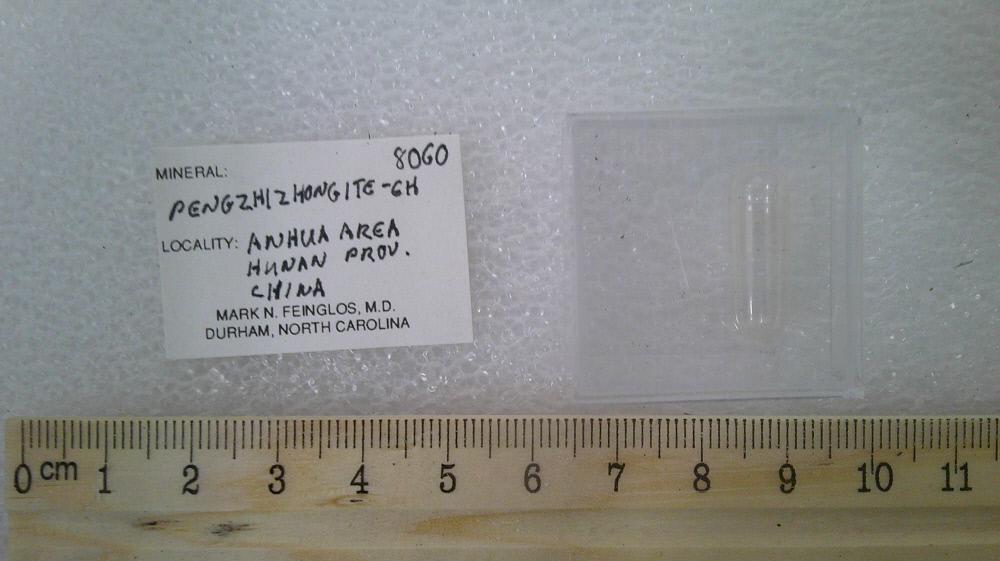 8060
MINERAL:
PENGZHIZHONGITE-6H
LOCALITY: ANHUA AREA
HUNAN PROV.
CHINA
MARK N. FEINGLOS, M.D.
DURHAM, NORTH CAROLINA
0 cm 1 2 3 4 5 6 7 8 9 10 11